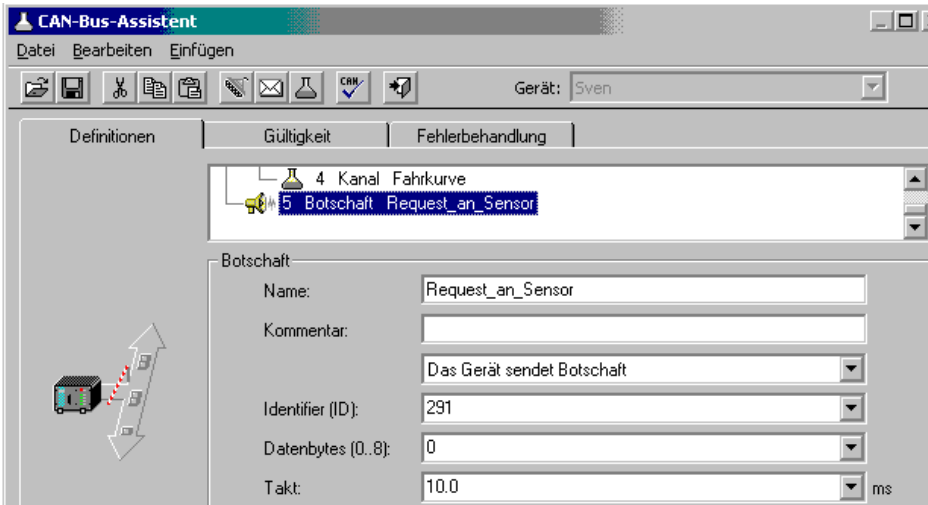 CAN-Bus-Assistent
Datei Bearbeiten Einfügen
CAN Gerät: Sven
Definitionen Gültigkeit Fehlerbehandlung
4 Kanal Fahrkurve
5 Botschaft Request_an_Sensor
Botschaft
Name: Request_an_Sensor
Kommentar:
Das Gerät sendet Botschaft
Identifier (ID): 291
Datenbytes (0..8): 0
Takt: 10.0 ms